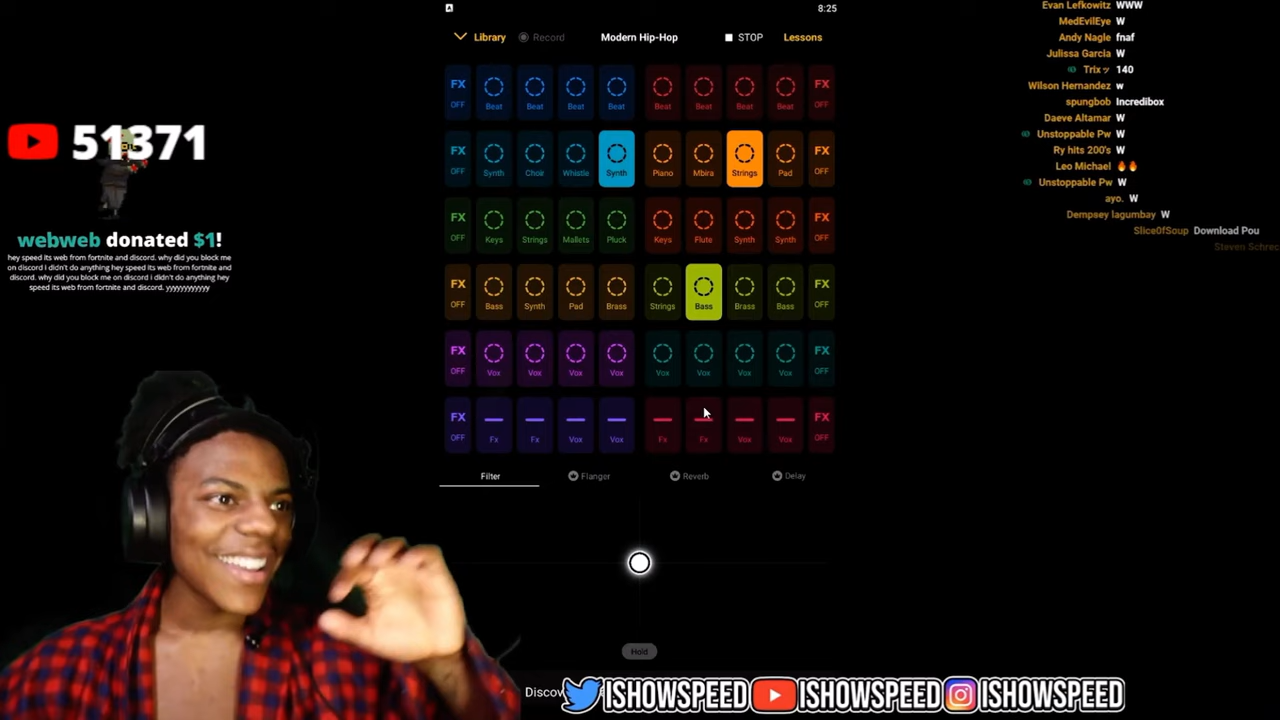 8:25
Library
Record
Modern Hip-Hop
STOP
Lessons
FX OFF Beat Beat Beat Beat Beat Beat Beat Beat FX OFF
FX OFF Synth Choir Whistle Synth Piano Mbira Strings Pad FX OFF
FX OFF Keys Strings Mallets Pluck Keys Flute Synth Synth FX OFF
FX OFF Bass Synth Pad Brass Strings Bass Brass Bass FX OFF
FX OFF Vox Vox Vox Vox Vox Vox Vox Vox FX OFF
FX OFF Fx Fx Vox Vox Fx Fx Vox Vox FX OFF
Filter
Flanger
Reverb
Delay
Hold
51371
webweb donated $1!
hey speed its web from fortnite and discord. why did you block me
on discord i didn't do anything hey speed its web from fortnite and
discord. why did you block me on discord i didn't do anything hey
speed its web from fortnite and discord. yyyyyyyyyyyy
Evan Lefkowitz WWW
MedEvilEye W
Andy Nagle fnaf
Julissa Garcia W
Trixッ 140
Wilson Hernandez w
spungbob Incredibox
Daeve Altamar W
Unstoppable Pw W
Ry hits 200's W
Leo Michael 🔥🔥
Unstoppable Pw W
ayo. W
Dempsey lagumbay W
SliceOfSoup Download Pou
ISHOWSPEED ISHOWSPEED ISHOWSPEED